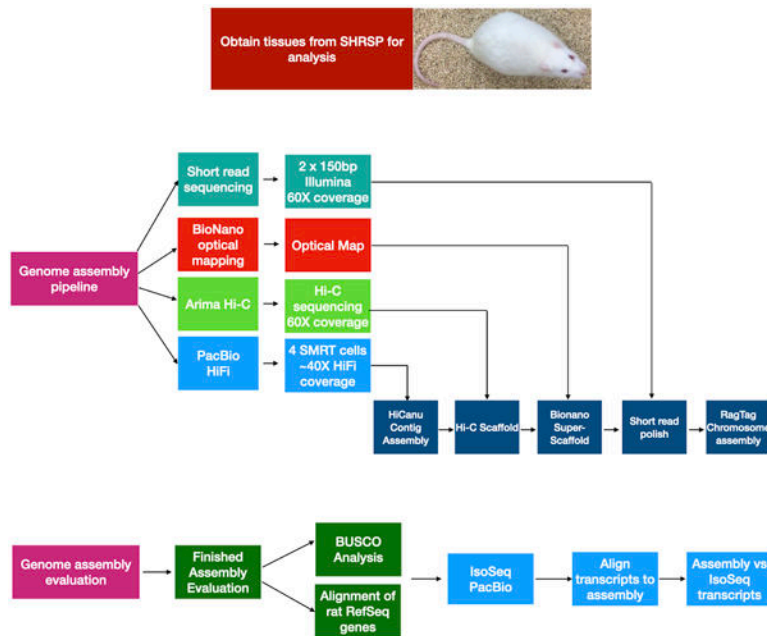 Obtain tissues from SHRSP for
analysis
Short read
sequencing
2 x 150bp
Illumina
60X coverage
BioNano
optical
mapping
Optical Map
Genome assembly
pipeline
Arima Hi-C
Hi-C
sequencing
60X coverage
PacBio
HiFi
4 SMRT cells
~40X HiFi
coverage
HiCanu
Contig
Assembly
Hi-C Scaffold
Bionano
Super-
Scaffold
Short read
polish
RagTag
Chromosome
assembly
Genome assembly
evaluation
Finished
Assembly
Evaluation
BUSCO
Analysis
Alignment of
rat RefSeq
genes
IsoSeq
PacBio
Align
transcripts to
assembly
Assembly vs
IsoSeq
transcripts